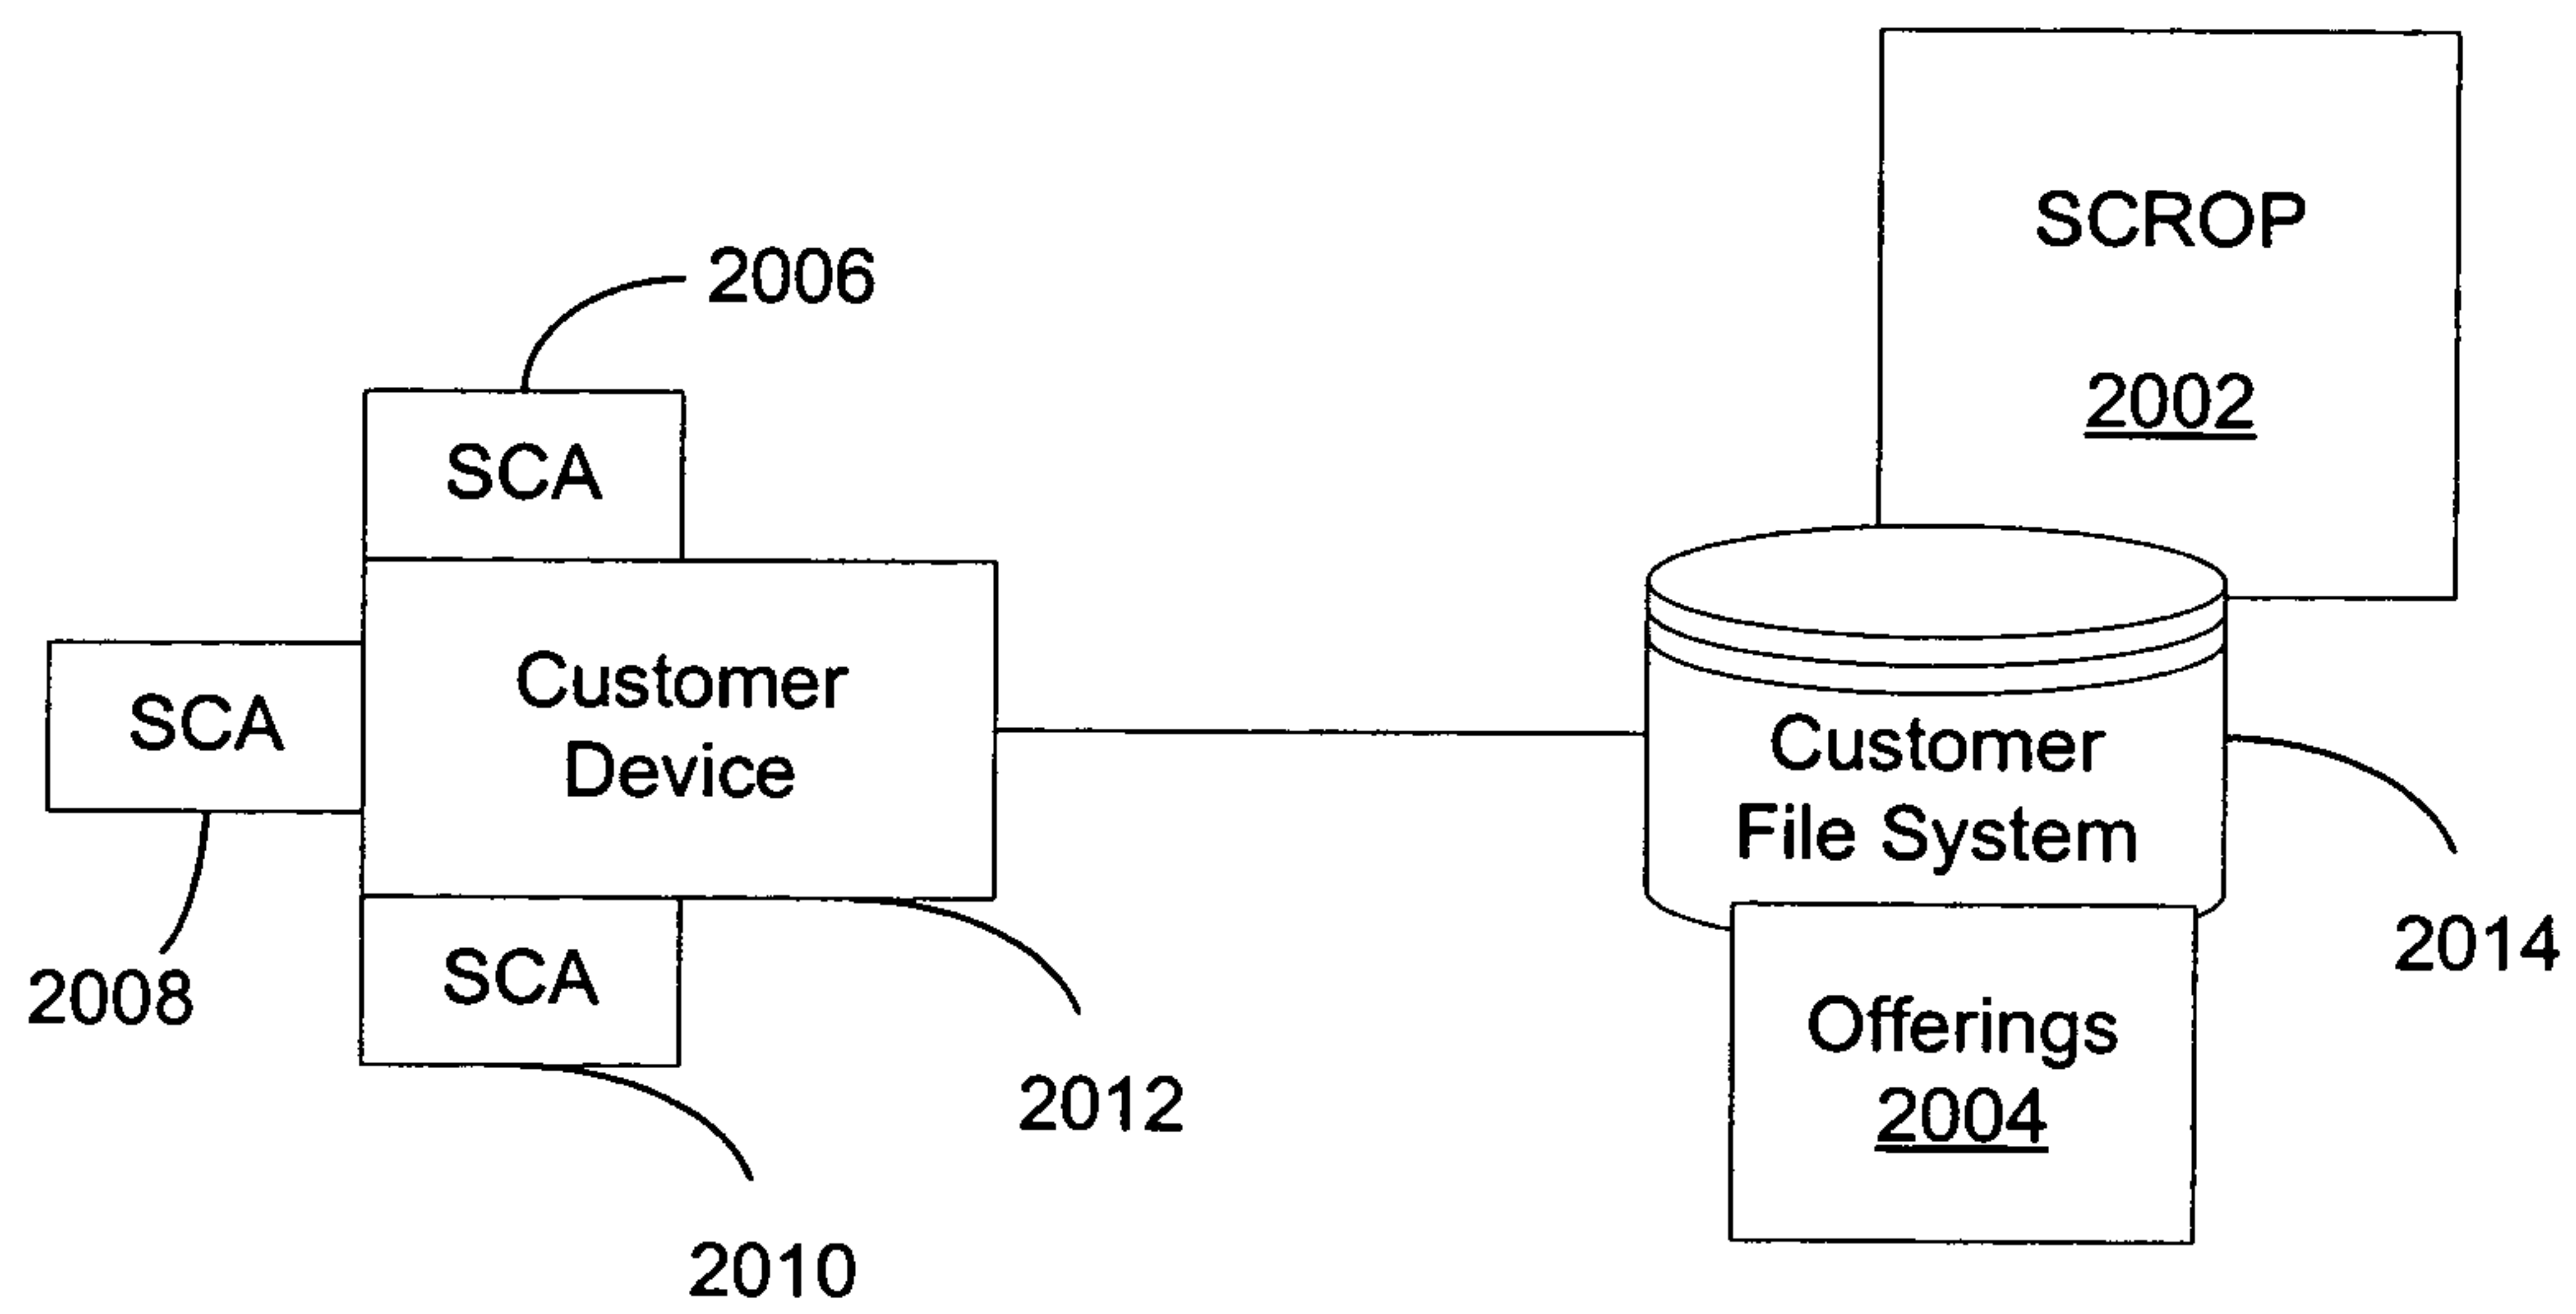 SCROP
2002
2006
SCA
Customer
Device
SCA
2008
SCA
2012
2010
Customer
File System
2014
Offerings
2004